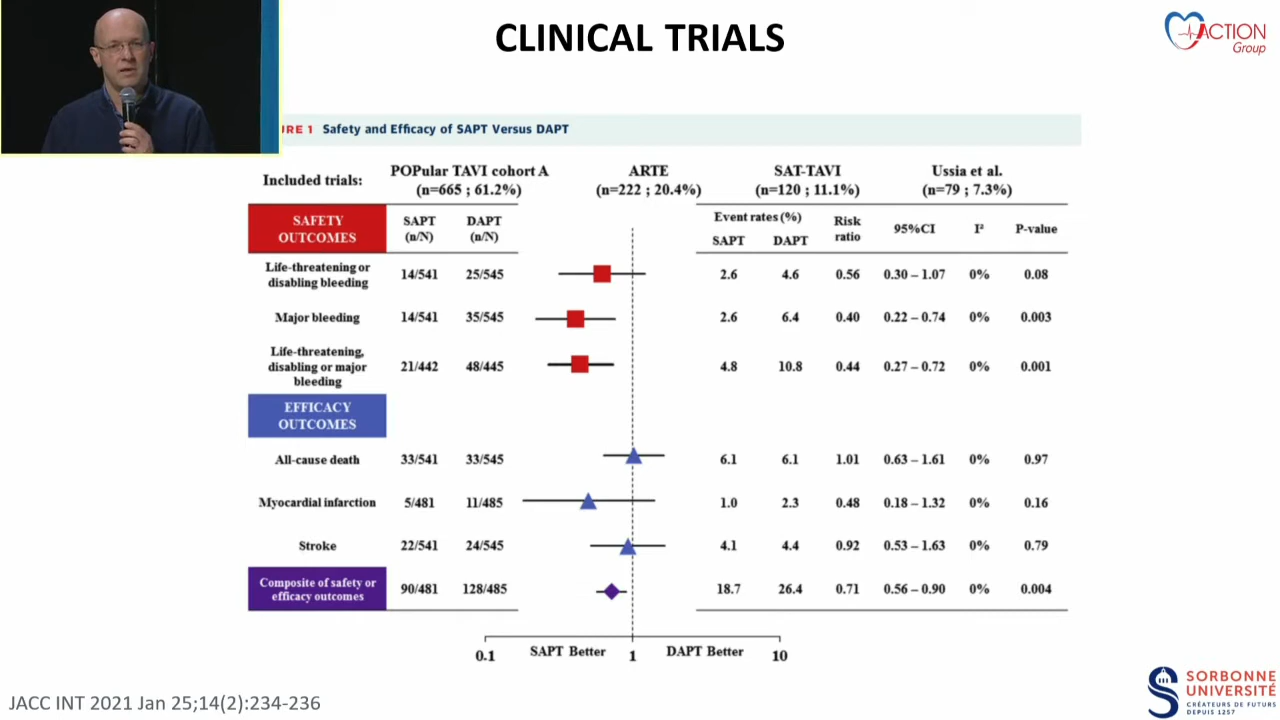 CLINICAL TRIALS
ACTION
Group
URE 1 Safety and Efficacy of SAPT Versus DAPT
Included trials:
POPular TAVI cohort A
(n=665 ; 61.2%)
ARTE
(n=222 ; 20.4%)
SAT-TAVI
(n=120 ; 11.1%)
Ussia et al.
(n=79 ; 7.3%)
SAFETY
OUTCOMES
SAPT
(n/N)
DAPT
(n/N)
Event rates (%)
SAPT DAPT
Risk
ratio
95%CI
I²
P-value
Life-threatening or
disabling bleeding
14/541 25/545 2.6 4.6 0.56 0.30 – 1.07 0% 0.08
Major bleeding 14/541 35/545 2.6 6.4 0.40 0.22 – 0.74 0% 0.003
Life-threatening,
disabling or major
bleeding
21/442 48/445 4.8 10.8 0.44 0.27 – 0.72 0% 0.001
EFFICACY
OUTCOMES
All-cause death 33/541 33/545 6.1 6.1 1.01 0.63 – 1.61 0% 0.97
Myocardial infarction 5/481 11/485 1.0 2.3 0.48 0.18 – 1.32 0% 0.16
Stroke 22/541 24/545 4.1 4.4 0.92 0.53 – 1.63 0% 0.79
Composite of safety or
efficacy outcomes
90/481 128/485 18.7 26.4 0.71 0.56 – 0.90 0% 0.004
0.1 SAPT Better 1 DAPT Better 10
JACC INT 2021 Jan 25;14(2):234-236
SORBONNE
UNIVERSITÉ
CRÉATEURS DE FUTURS
DEPUIS 1257